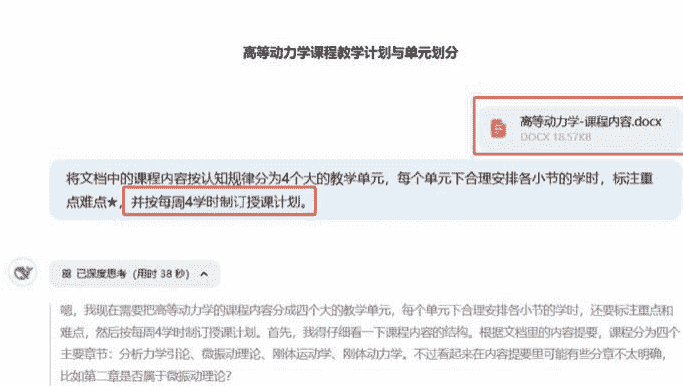 高等动力学课程教学计划与单元划分
高等动力学-课程内容.docx
DOCX 18.57KB
将文档中的课程内容按认知规律分为4个大的教学单元，每个单元下合理安排各小节的学时，标注重
点难点★，并按每周4学时制订授课计划。
已深度思考（用时 38 秒）
嗯，我现在需要把高等动力学的课程内容分成四个大的教学单元，每个单元下合理安排各小节的学时，还要标注重点和
难点，然后按每周4学时制订授课计划。首先，我得仔细看一下课程内容的结构。根据文档里的内容提要，课程分为四个
主要章节：分析力学引论、微振动理论、刚体运动学、刚体动力学。不过看起来在内容提要里可能有些分章不太明确，
比如第二章是否属于微振动理论？